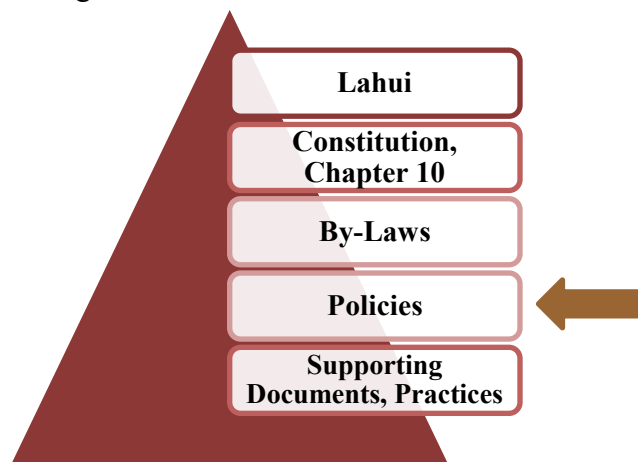 Lahui
Constitution,
Chapter 10
By-Laws
Policies
Supporting
Documents, Practices